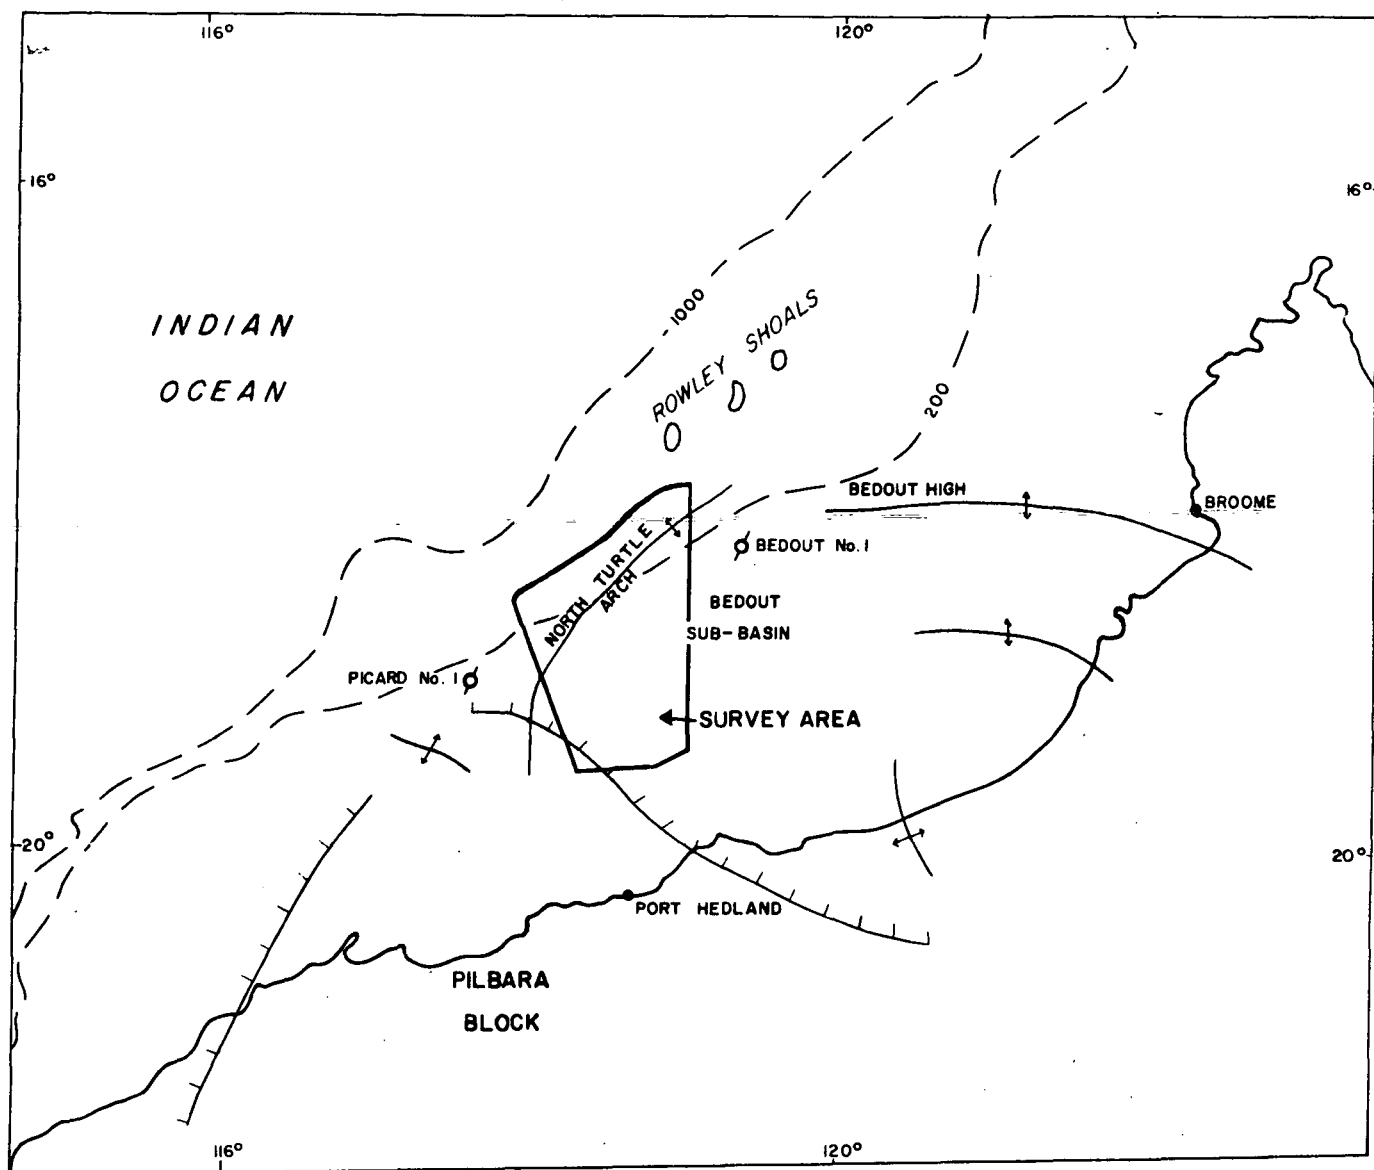 116°
120°
16°
16°
INDIAN
OCEAN
1000
ROWLEY SHOALS
200
BEDOUT HIGH
BROOME
BEDOUT No. 1
NORTH TURTLE
ARCH
BEDOUT
SUB-BASIN
PICARD No. 1
SURVEY AREA
20°
20°
PORT HEDLAND
PILBARA
BLOCK
116°
120°